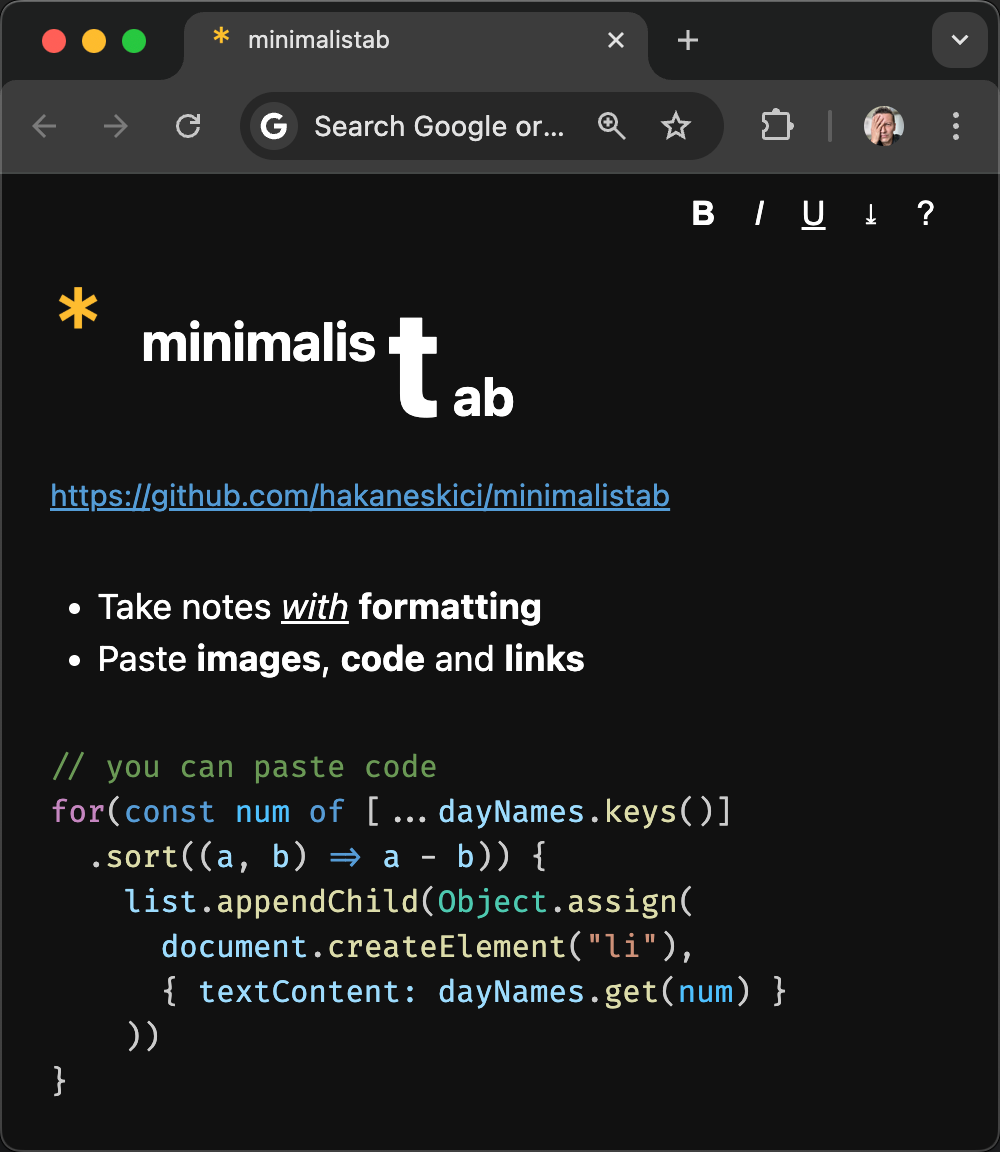 * minimalistab
Search Google or...
B I U ⤓ ?
* minimalis t ab
https://github.com/hakaneskici/minimalistab
• Take notes with formatting
• Paste images, code and links
// you can paste code
for(const num of [...dayNames.keys()]
  .sort((a, b) => a - b)) {
    list.appendChild(Object.assign(
      document.createElement("li"),
      { textContent: dayNames.get(num) }
    ))
}